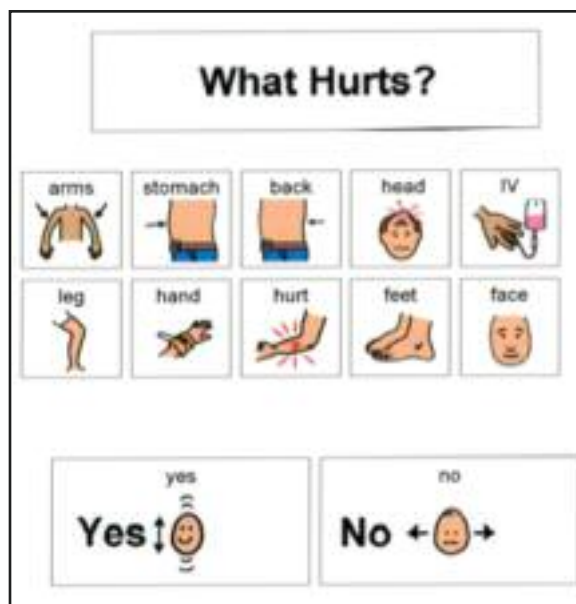 What Hurts?
arms stomach back head IV
leg hand hurt feet face
yes no
Yes No